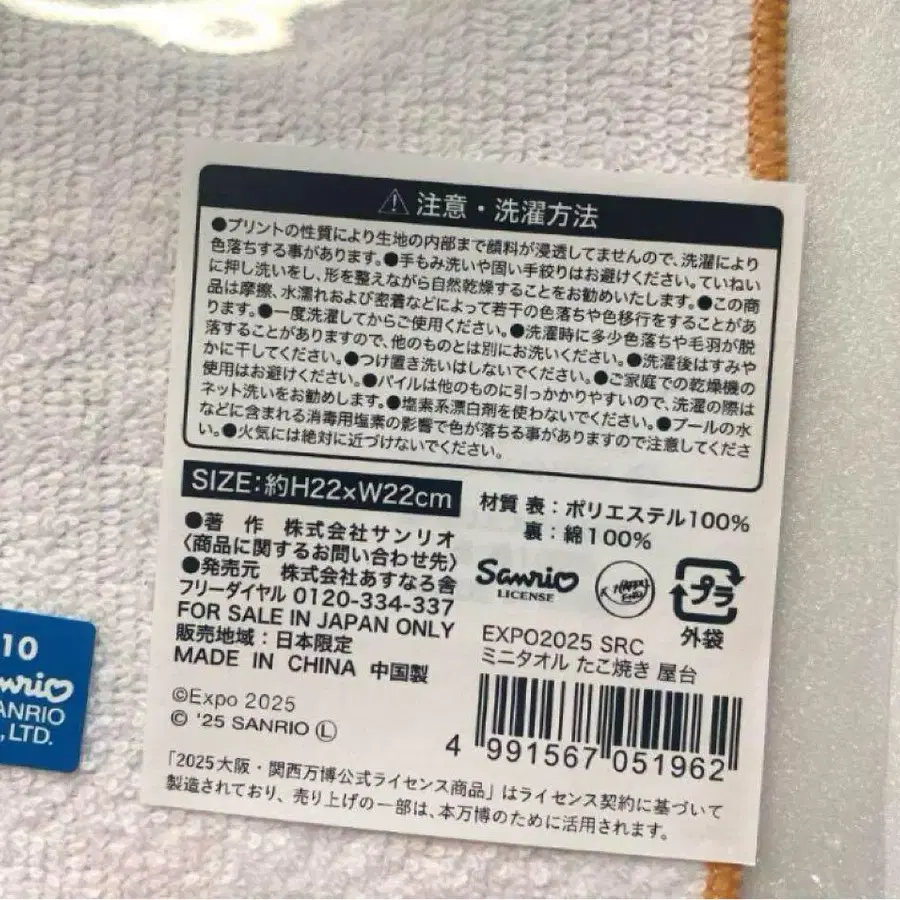 ⚠ 注意・洗濯方法
●プリントの性質により生地の内部まで顔料が浸透してませんので、洗濯により
色落ちする事があります。●手もみ洗いや固い手絞りはお避けください。ていねい
に押し洗いをし、形を整えながら自然乾燥することをお勧めいたします。●この商
品は摩擦、水濡れおよび密着などによって若干の色落ちや色移行をすることがあ
ります。●一度洗濯してからご使用ください。●洗濯時に多少色落ちや毛羽が脱
落することがありますので、他のものとは別にお洗いください。●洗濯後はすみや
かに干してください。●つけ置き洗いはしないでください。●ご家庭での乾燥機の
使用はお避けください。●パイルは他のものに引っかかりやすいので、洗濯の際は
ネット洗いをお勧めします。●塩素系漂白剤を使わないでください。●プールの水
などに含まれる消毒用塩素の影響で色が落ちる事がありますので注意してくださ
い。●火気には絶対に近づけないでください。
SIZE:約H22×W22cm
材質 表：ポリエステル100%
裏：綿100%
●著 作 株式会社サンリオ
〈商品に関するお問い合わせ先〉
●発売元 株式会社あすなろ舎
フリーダイヤル 0120-334-337
FOR SALE IN JAPAN ONLY
販売地域：日本限定
MADE IN CHINA 中国製
©Expo 2025
© '25 SANRIO Ⓛ
Sanrio
LICENSE
HAPPY
プラ
外袋
EXPO2025 SRC
ミニタオル たこ焼き 屋台
4 991567 051962
「2025大阪・関西万博公式ライセンス商品」はライセンス契約に基づいて
製造されており、売り上げの一部は、本万博のために活用されます。
10
nrio
ANRIO
,LTD.